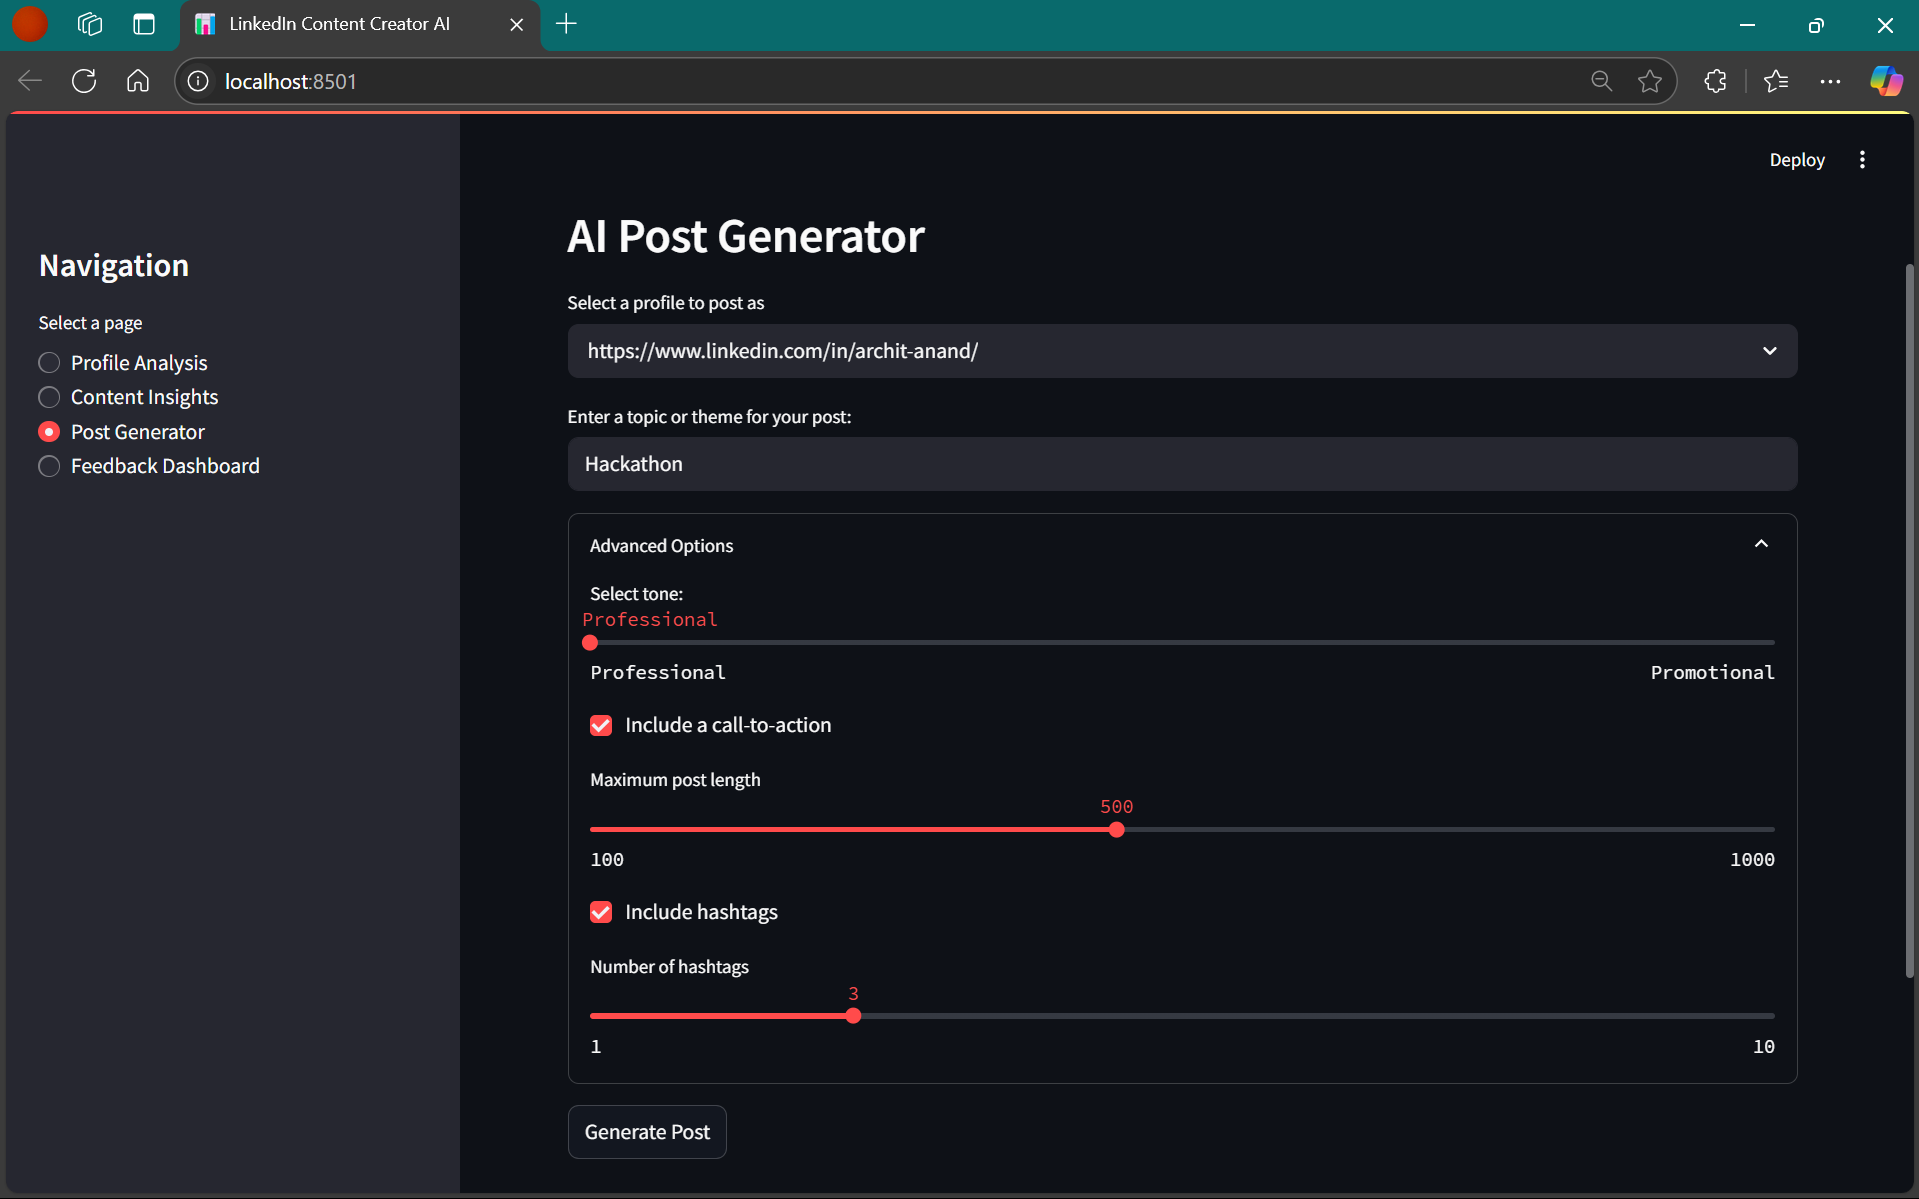 LinkedIn Content Creator AI
localhost:8501
Deploy
Navigation
Select a page
Profile Analysis
Content Insights
Post Generator
Feedback Dashboard
AI Post Generator
Select a profile to post as
https://www.linkedin.com/in/archit-anand/
Enter a topic or theme for your post:
Hackathon
Advanced Options
Select tone:
Professional
Professional Promotional
Include a call-to-action
Maximum post length
500
100 1000
Include hashtags
Number of hashtags
3
1 10
Generate Post